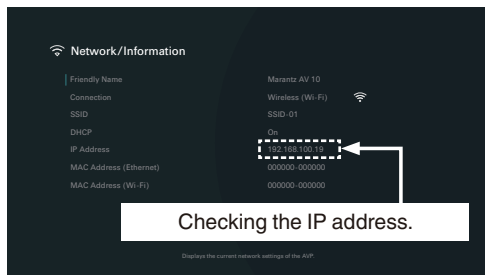 Network/Information
Friendly Name Marantz AV 10
Connection Wireless (Wi-Fi)
SSID SSID-01
DHCP On
IP Address 192.168.100.19
MAC Address (Ethernet) 000000-000000
MAC Address (Wi-Fi) 000000-000000
Checking the IP address.
Displays the current network settings of the AVP